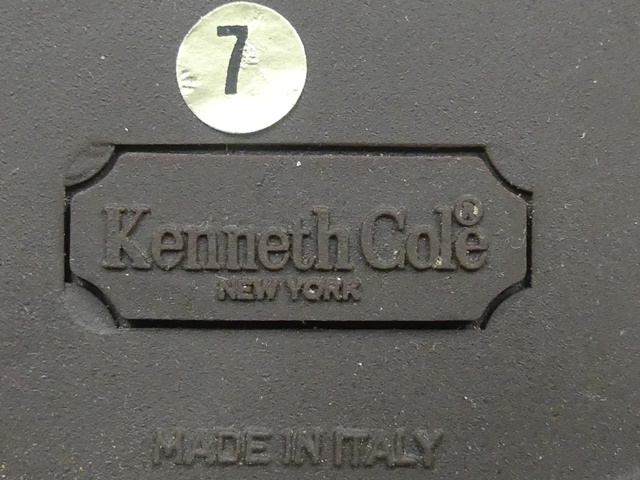 7
Kenneth Cole®
NEW YORK
MADE IN ITALY